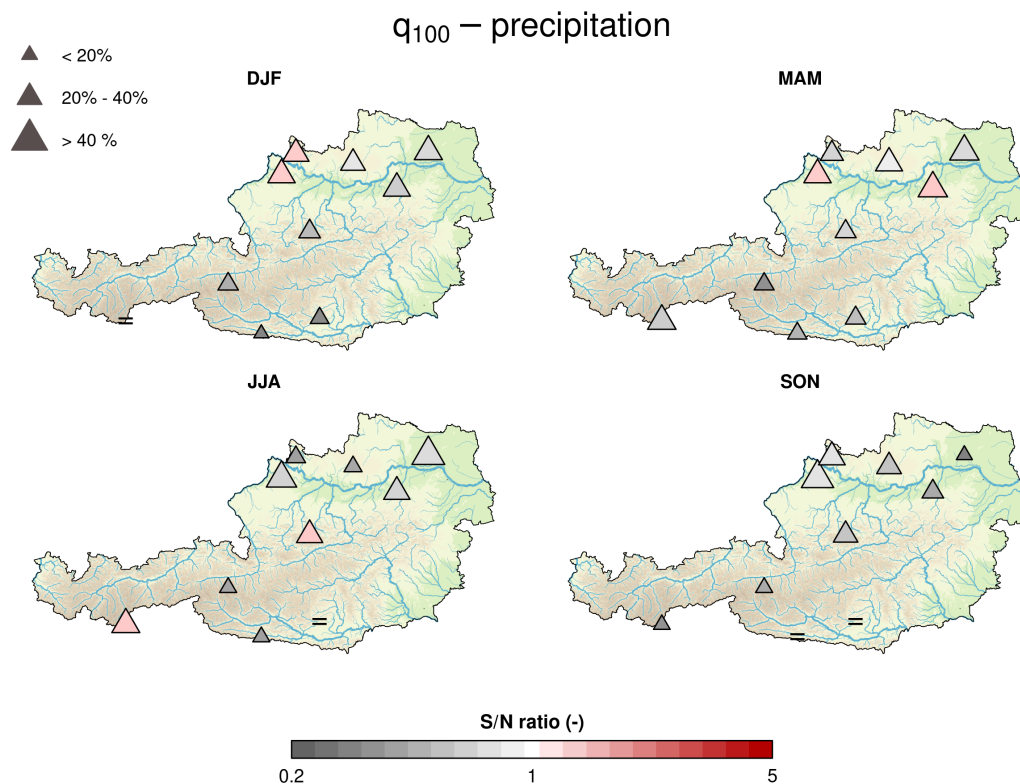 q₁₀₀ – precipitation
< 20%
20% - 40%
> 40 %
DJF
MAM
=
JJA
SON
=
=
=
S/N ratio (-)
0.2
1
5